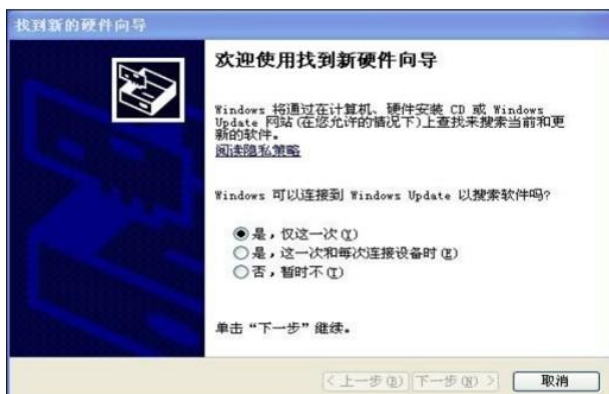 找到新的硬件向导
欢迎使用找到新硬件向导
Windows 将通过在计算机、硬件安装 CD 或 Windows
Update 网站(在您允许的情况下)上查找来搜索当前和更
新的软件。
阅读隐私策略
Windows 可以连接到 Windows Update 以搜索软件吗?
是，仅这一次(Y)
是，这一次和每次连接设备时(E)
否，暂时不(T)
单击“下一步”继续。
< 上一步(B) 下一步(N) > 取消